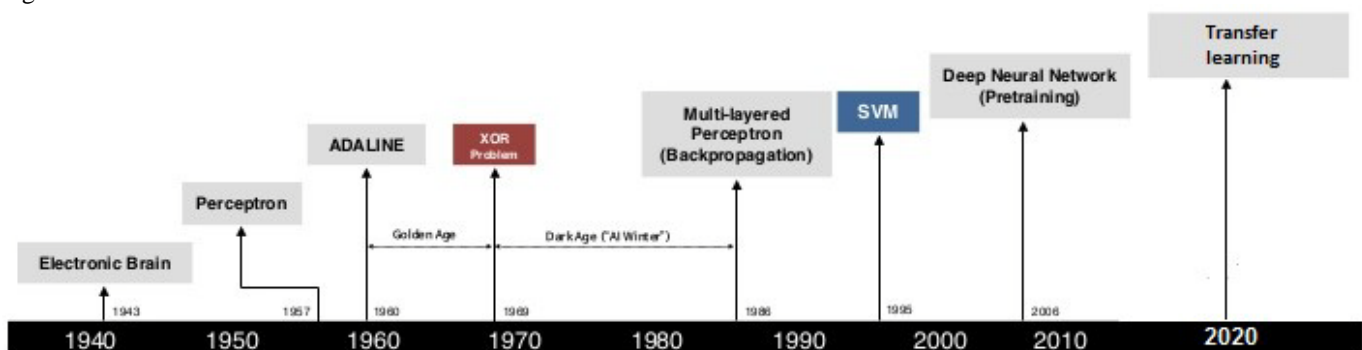 Transfer
learning
Deep Neural Network
(Pretraining)
SVM
Multi-layered
Perceptron
(Backpropagation)
XOR
Problem
ADALINE
Perceptron
Golden Age
Dark Age ("AI Winter")
Electronic Brain
1943
1957
1960
1969
1986
1995
2006
1940
1950
1960
1970
1980
1990
2000
2010
2020